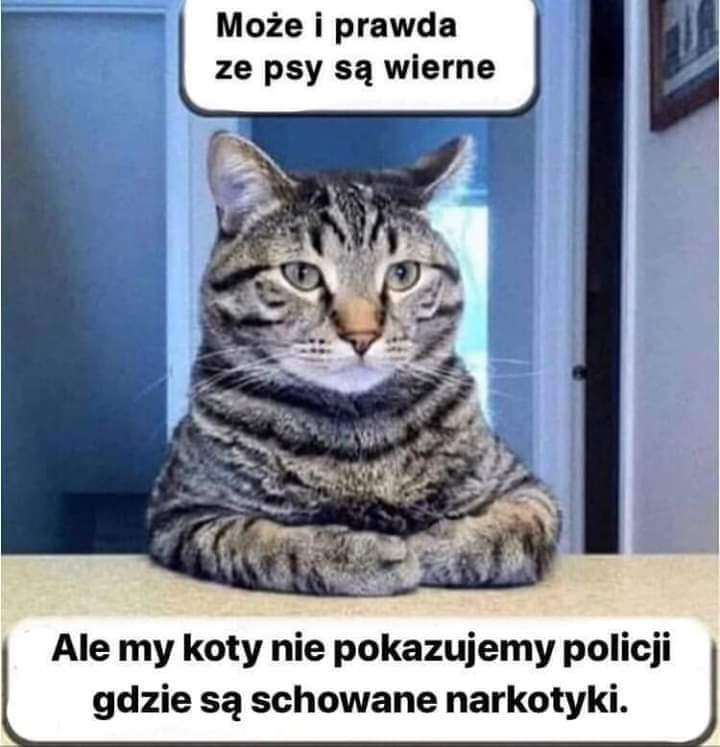 Może i prawda
ze psy są wierne
Ale my koty nie pokazujemy policji
gdzie są schowane narkotyki.